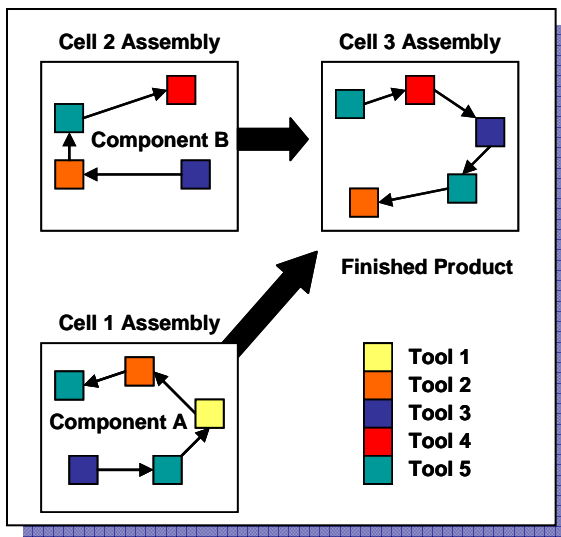 Cell 2 Assembly
Cell 3 Assembly
Component B
Finished Product
Cell 1 Assembly
Component A
Tool 1
Tool 2
Tool 3
Tool 4
Tool 5